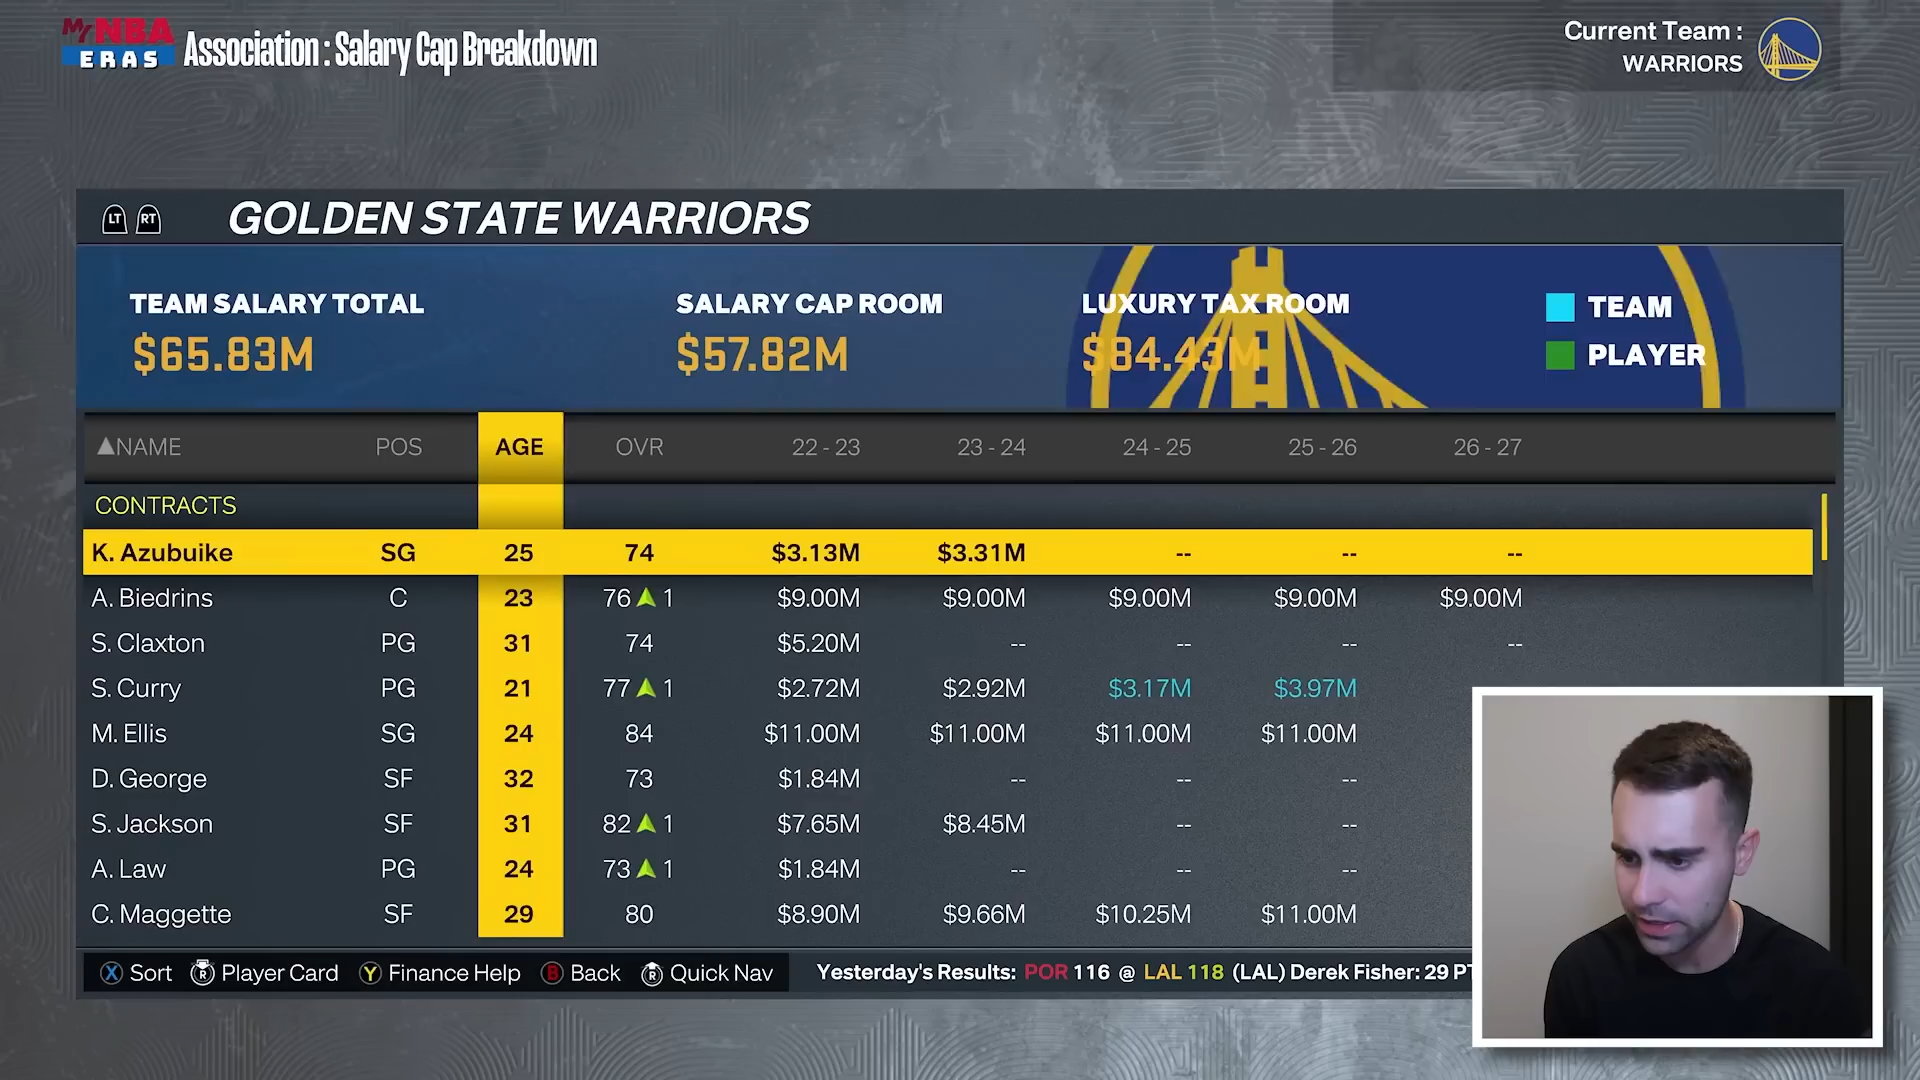 My NBA
ERAS
Association : Salary Cap Breakdown
Current Team :
WARRIORS
LT RT GOLDEN STATE WARRIORS
TEAM SALARY TOTAL SALARY CAP ROOM LUXURY TAX ROOM TEAM
$65.83M $57.82M $84.43M PLAYER
▲NAME POS AGE OVR 22 - 23 23 - 24 24 - 25 25 - 26 26 - 27
CONTRACTS
K. Azubuike SG 25 74 $3.13M $3.31M -- -- --
A. Biedrins C 23 76 ▲ 1 $9.00M $9.00M $9.00M $9.00M $9.00M
S. Claxton PG 31 74 $5.20M -- -- -- --
S. Curry PG 21 77 ▲ 1 $2.72M $2.92M $3.17M $3.97M
M. Ellis SG 24 84 $11.00M $11.00M $11.00M $11.00M
D. George SF 32 73 $1.84M -- -- --
S. Jackson SF 31 82 ▲ 1 $7.65M $8.45M -- --
A. Law PG 24 73 ▲ 1 $1.84M -- -- --
C. Maggette SF 29 80 $8.90M $9.66M $10.25M $11.00M
X Sort R Player Card Y Finance Help B Back R Quick Nav Yesterday's Results: POR 116 @ LAL 118 (LAL) Derek Fisher: 29 PT